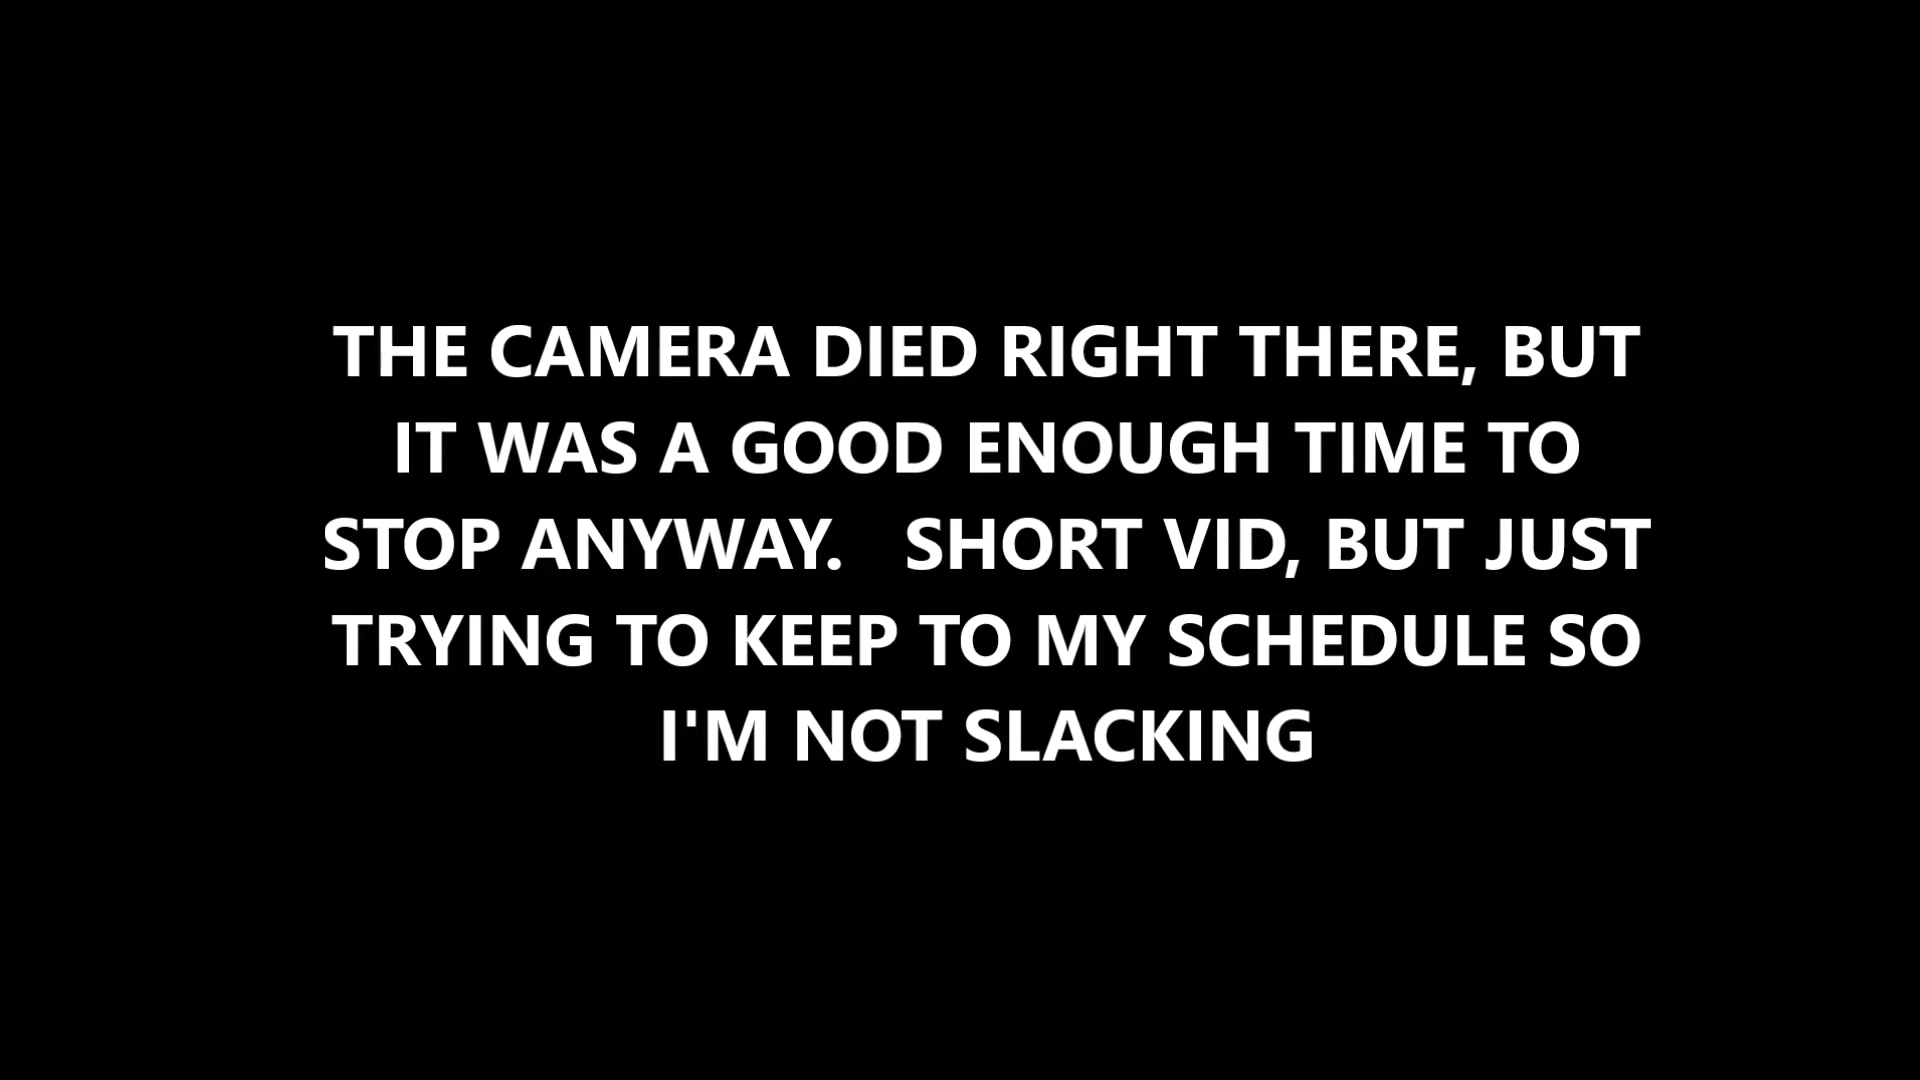 THE CAMERA DIED RIGHT THERE, BUT
IT WAS A GOOD ENOUGH TIME TO
STOP ANYWAY.   SHORT VID, BUT JUST
TRYING TO KEEP TO MY SCHEDULE SO
I'M NOT SLACKING